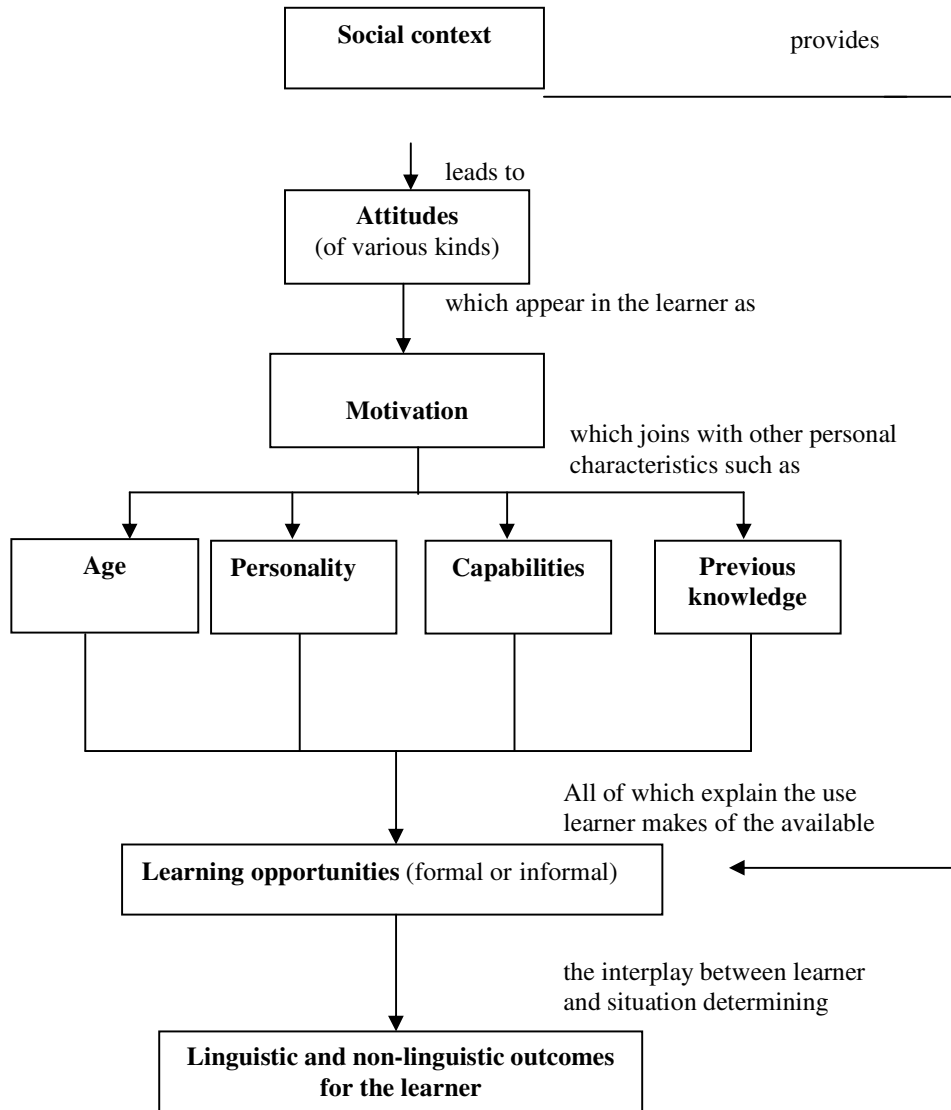 Social context
provides
leads to
Attitudes
(of various kinds)
which appear in the learner as
Motivation
which joins with other personal
characteristics such as
Age
Personality
Capabilities
Previous
knowledge
All of which explain the use
learner makes of the available
Learning opportunities (formal or informal)
the interplay between learner
and situation determining
Linguistic and non-linguistic outcomes
for the learner